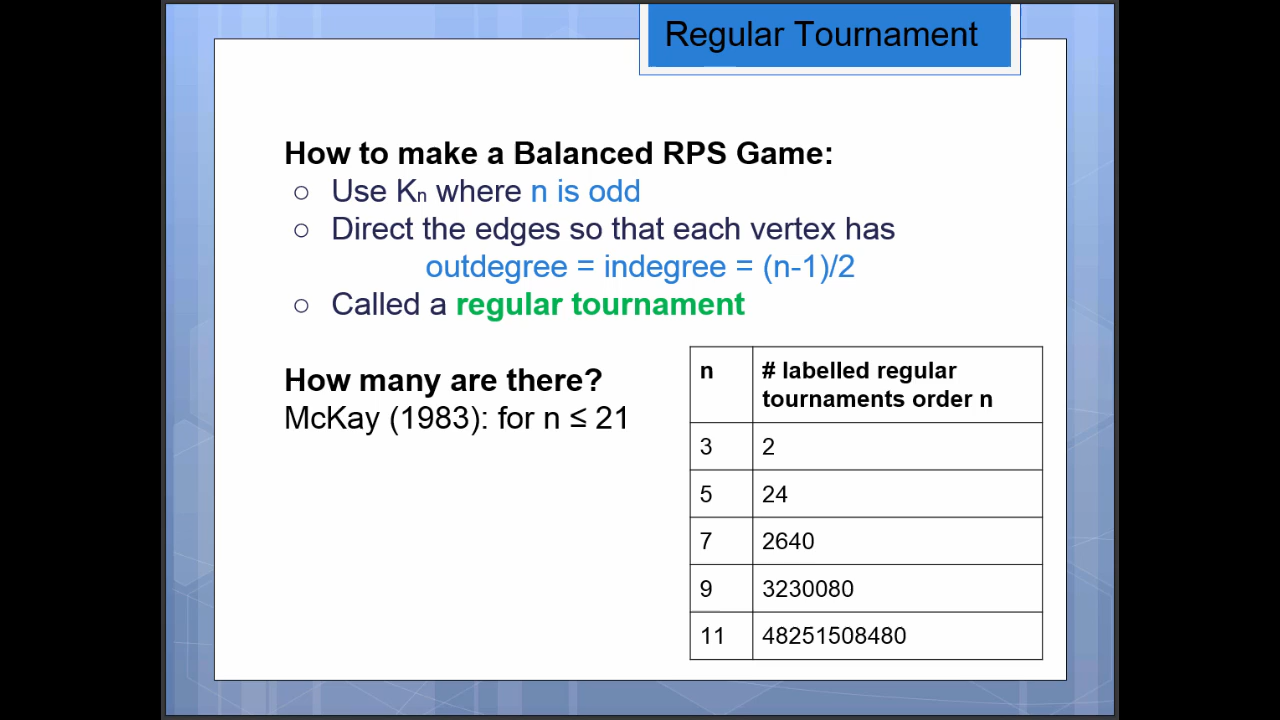 Regular Tournament
How to make a Balanced RPS Game:
○ Use Kn where n is odd
○ Direct the edges so that each vertex has
outdegree = indegree = (n-1)/2
○ Called a regular tournament
How many are there?
McKay (1983): for n ≤ 21
n # labelled regular
tournaments order n
3 2
5 24
7 2640
9 3230080
11 48251508480